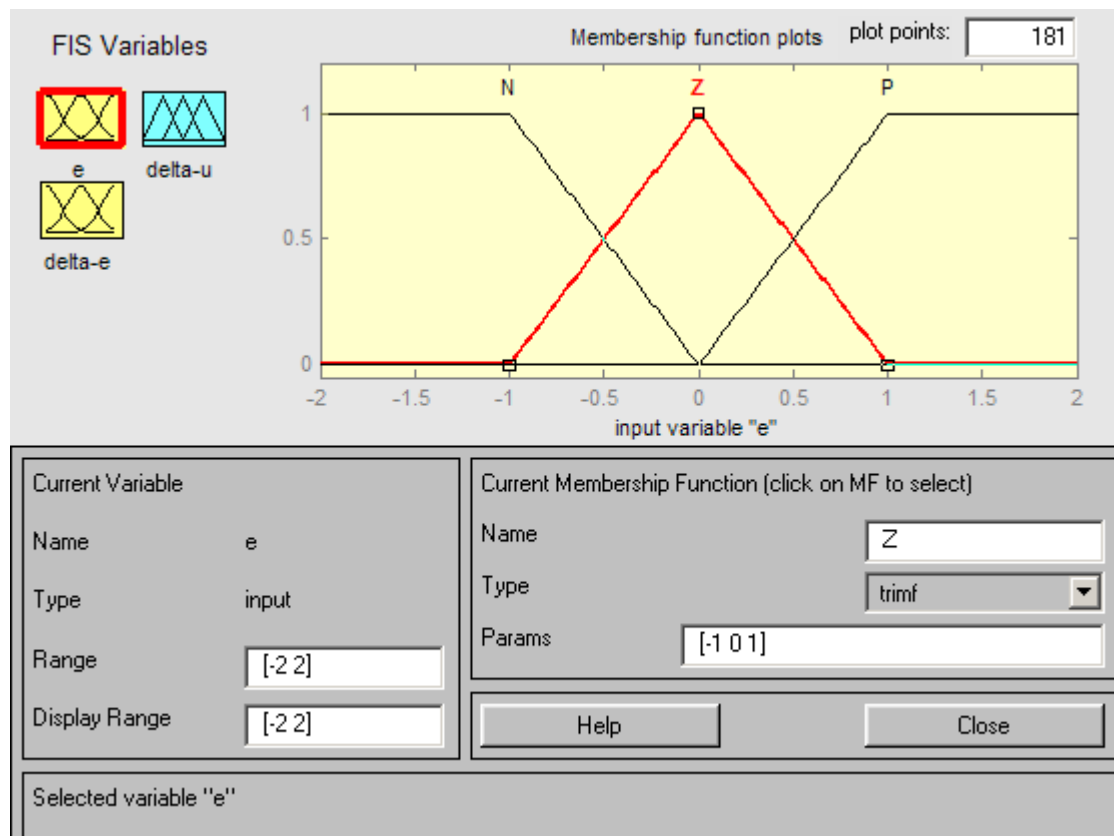 FIS Variables
Membership function plots
plot points:
181
e
delta-u
delta-e
N
Z
P
1
0.5
0
-2
-1.5
-1
-0.5
0
0.5
1
1.5
2
input variable "e"
Current Variable
Name
e
Type
input
Range
[-2 2]
Display Range
[-2 2]
Current Membership Function (click on MF to select)
Name
Z
Type
trimf
Params
[-1 0 1]
Help
Close
Selected variable "e"